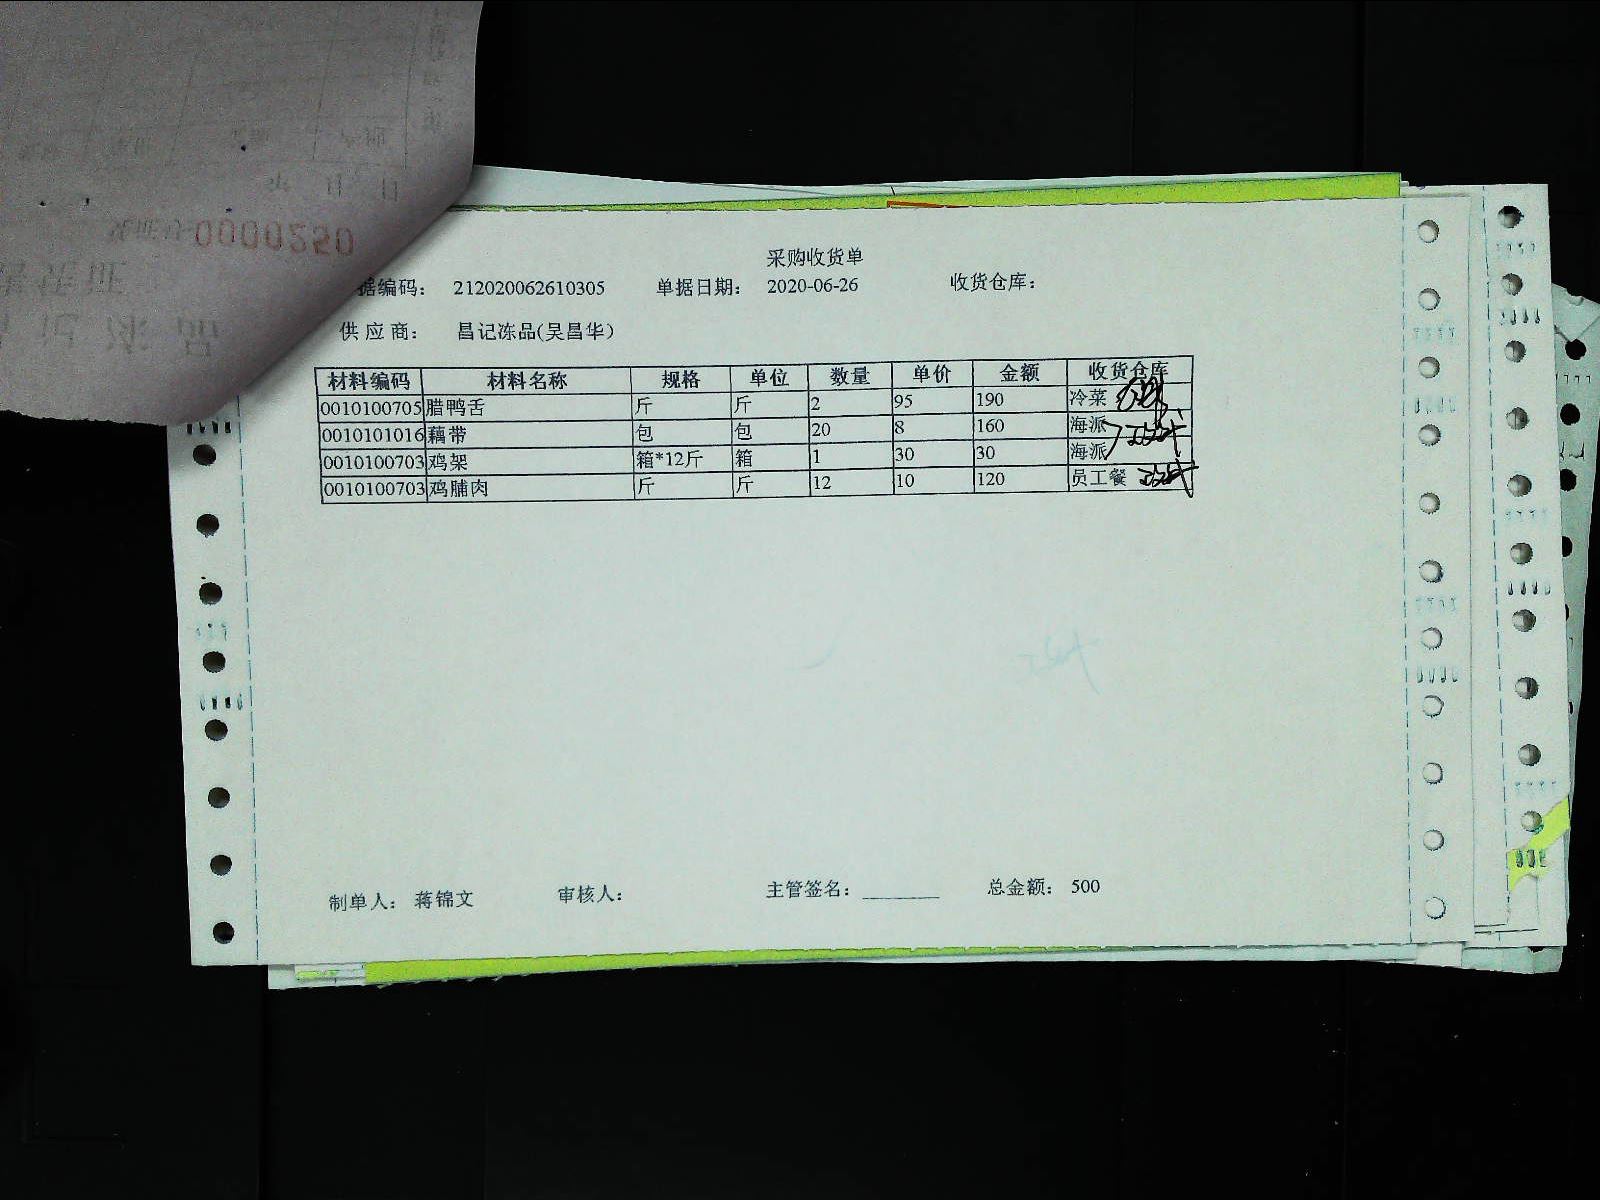 0000250
采购收货单
据编码： 212020062610305 单据日期： 2020-06-26 收货仓库：
供应商： 昌记冻品(吴昌华)
材料编码 材料名称 规格 单位 数量 单价 金额 收货仓库
0010100705 腊鸭舌 斤 斤 2 95 190 冷菜
0010101016 藕带 包 包 20 8 160 海派
0010100703 鸡架 箱*12斤 箱 1 30 30 海派
0010100703 鸡脯肉 斤 斤 12 10 120 员工餐
制单人： 蒋锦文 审核人： 主管签名： 总金额： 500